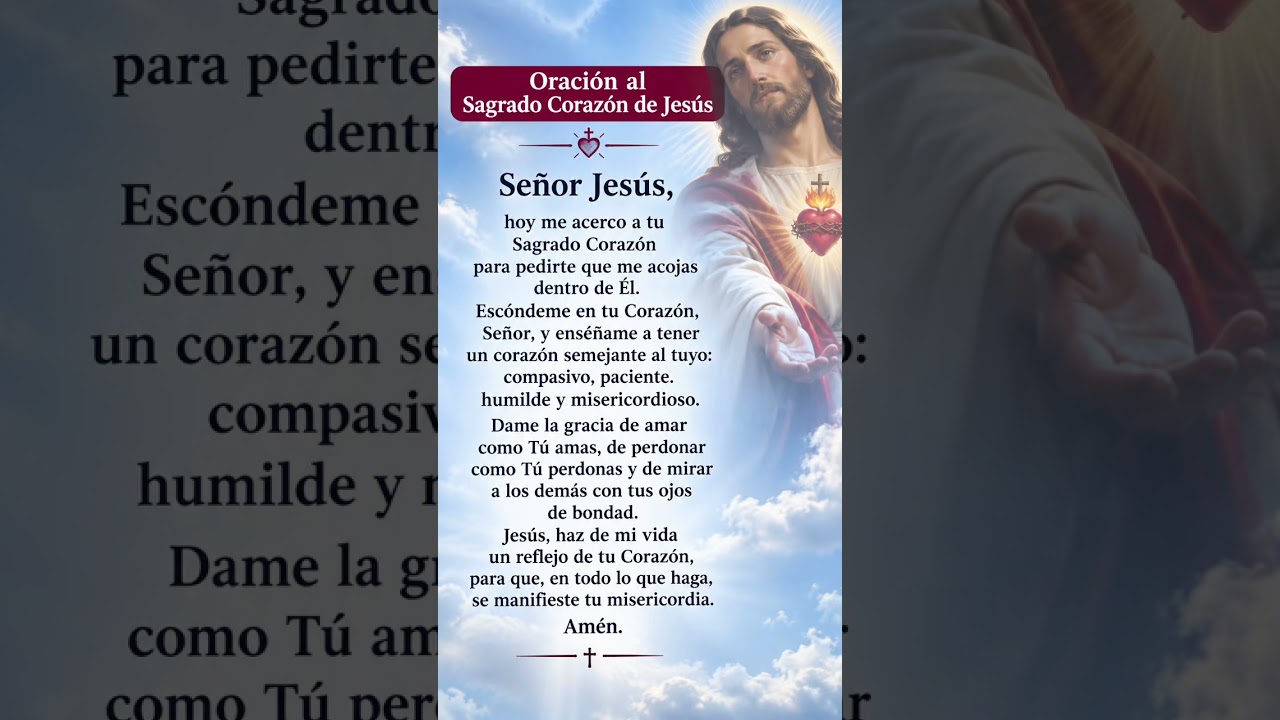 Oración al
Sagrado Corazón de Jesús
Señor Jesús,
hoy me acerco a tu
Sagrado Corazón
para pedirte que me acojas
dentro de Él.
Escóndeme en tu Corazón,
Señor, y enséñame a tener
un corazón semejante al tuyo:
compasivo, paciente.
humilde y misericordioso.
Dame la gracia de amar
como Tú amas, de perdonar
como Tú perdonas y de mirar
a los demás con tus ojos
de bondad.
Jesús, haz de mi vida
un reflejo de tu Corazón,
para que, en todo lo que haga,
se manifieste tu misericordia.
Amén.